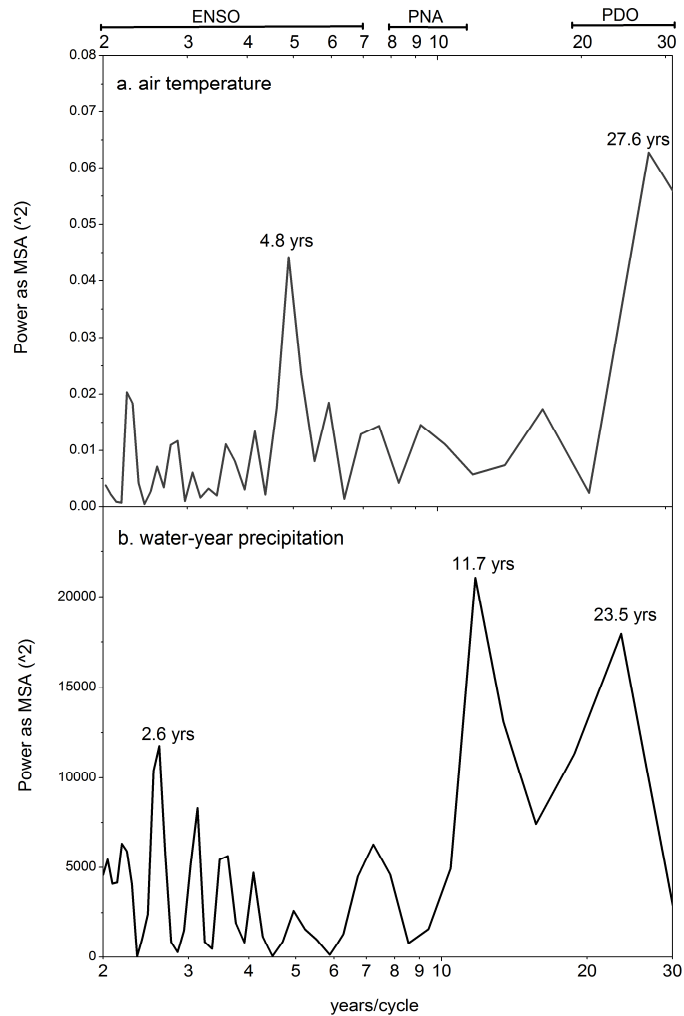 ENSO PNA PDO
2 3 4 5 6 7 8 9 10 20 30
0.08
a. air temperature
0.07
27.6 yrs
0.06
0.05
4.8 yrs
Power as MSA (^2)
0.04
0.03
0.02
0.01
0.00
b. water-year precipitation
11.7 yrs
20000
23.5 yrs
Power as MSA (^2)
15000
2.6 yrs
10000
5000
0
2 3 4 5 6 7 8 9 10 20 30
years/cycle